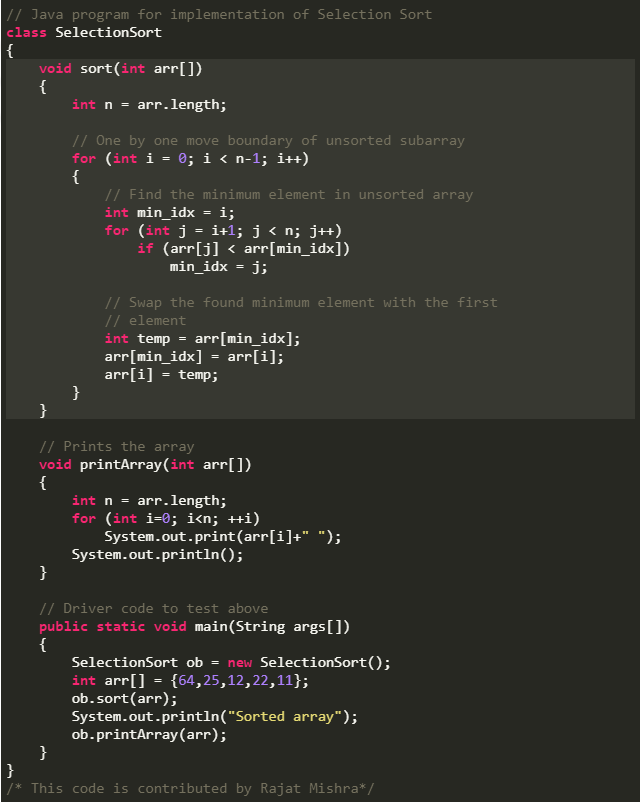 // Java program for implementation of Selection Sort
class SelectionSort
{
    void sort(int arr[])
    {
        int n = arr.length;

        // One by one move boundary of unsorted subarray
        for (int i = 0; i < n-1; i++)
        {
            // Find the minimum element in unsorted array
            int min_idx = i;
            for (int j = i+1; j < n; j++)
                if (arr[j] < arr[min_idx])
                    min_idx = j;

            // Swap the found minimum element with the first
            // element
            int temp = arr[min_idx];
            arr[min_idx] = arr[i];
            arr[i] = temp;
        }
    }

    // Prints the array
    void printArray(int arr[])
    {
        int n = arr.length;
        for (int i=0; i<n; ++i)
            System.out.print(arr[i]+" ");
        System.out.println();
    }

    // Driver code to test above
    public static void main(String args[])
    {
        SelectionSort ob = new SelectionSort();
        int arr[] = {64,25,12,22,11};
        ob.sort(arr);
        System.out.println("Sorted array");
        ob.printArray(arr);
    }
}
/* This code is contributed by Rajat Mishra*/